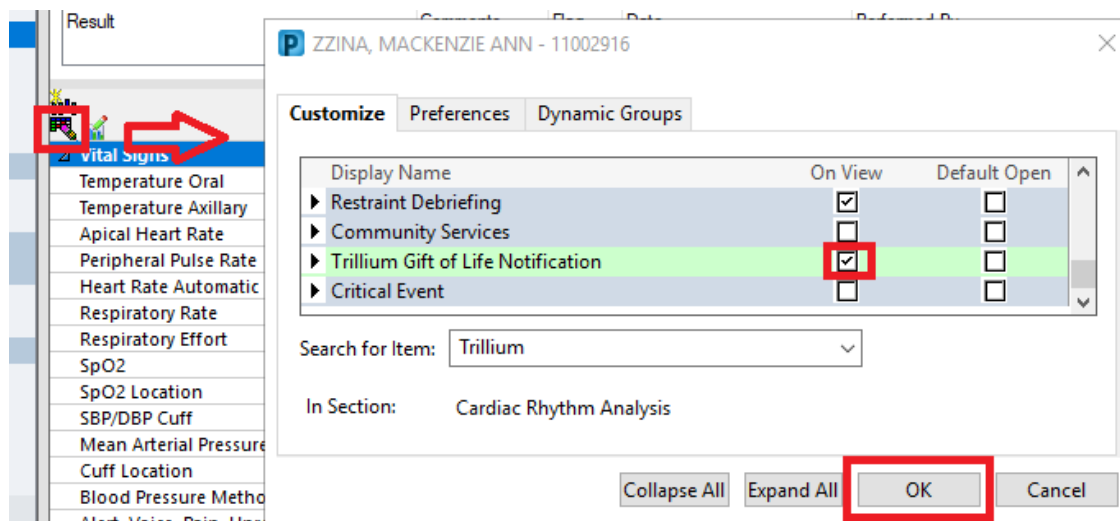 Result
ZZINA, MACKENZIE ANN - 11002916
Customize Preferences Dynamic Groups
Display Name On View Default Open
Restraint Debriefing
Community Services
Trillium Gift of Life Notification
Critical Event
Search for Item: Trillium
In Section: Cardiac Rhythm Analysis
Collapse All Expand All OK Cancel
Vital Signs
Temperature Oral
Temperature Axillary
Apical Heart Rate
Peripheral Pulse Rate
Heart Rate Automatic
Respiratory Rate
Respiratory Effort
SpO2
SpO2 Location
SBP/DBP Cuff
Mean Arterial Pressure
Cuff Location
Blood Pressure Metho